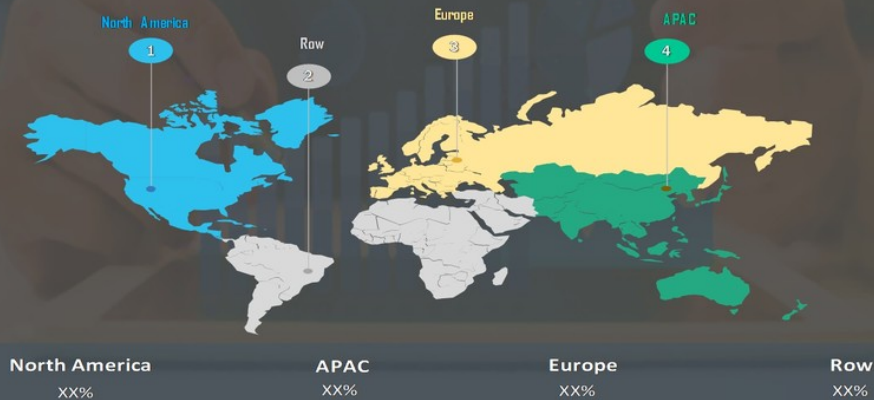 North America
1
Row
2
Europe
3
APAC
4
North America
APAC
Europe
Row
XX%
XX%
XX%
XX%